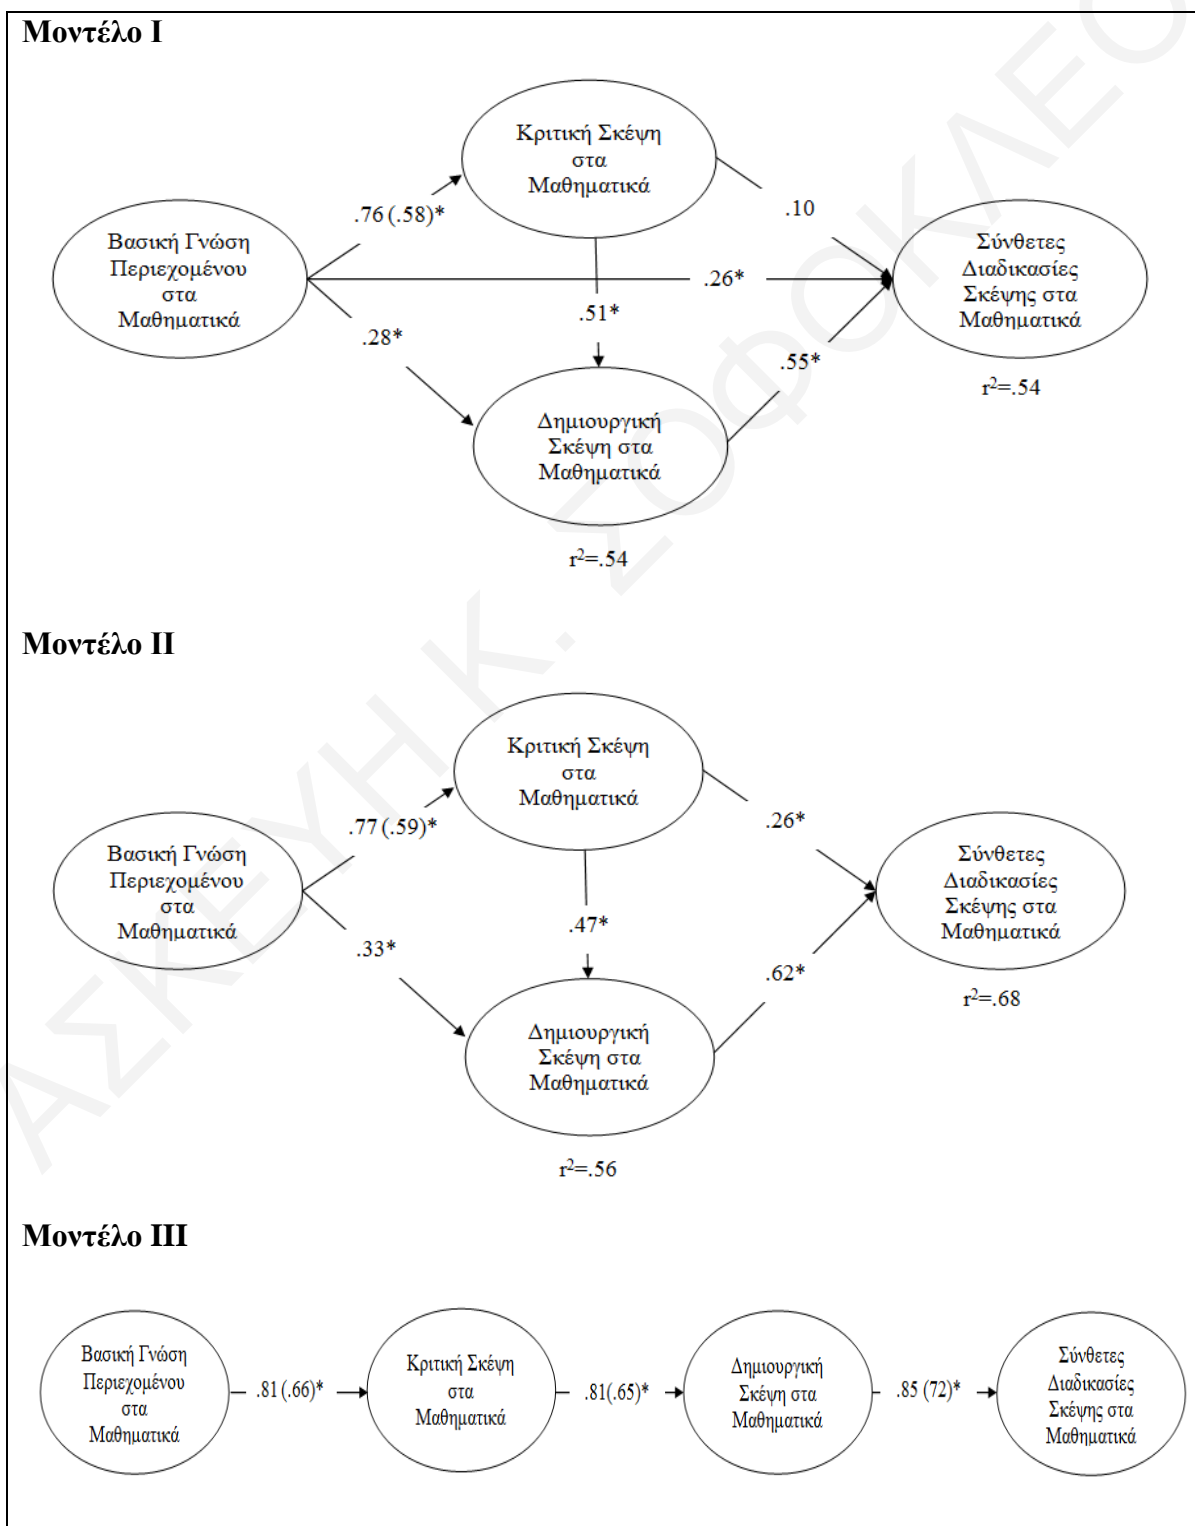 Μοντέλο I
Κριτική Σκέψη
στα
Μαθηματικά
.76 (.58)*
.10
Βασική Γνώση
Περιεχομένου
στα
Μαθηματικά
Σύνθετες
Διαδικασίες
Σκέψης στα
Μαθηματικά
.26*
.51*
.28*
.55*
r²=.54
Δημιουργική
Σκέψη στα
Μαθηματικά
r²=.54
Μοντέλο II
Κριτική Σκέψη
στα
Μαθηματικά
.77 (.59)*
.26*
Βασική Γνώση
Περιεχομένου
στα
Μαθηματικά
Σύνθετες
Διαδικασίες
Σκέψης στα
Μαθηματικά
.47*
.33*
.62*
r²=.68
Δημιουργική
Σκέψη στα
Μαθηματικά
r²=.56
Μοντέλο III
Βασική Γνώση
Περιεχομένου
στα
Μαθηματικά
.81 (.66)*
Κριτική Σκέψη
στα
Μαθηματικά
.81(.65)*
Δημιουργική
Σκέψη στα
Μαθηματικά
.85 (72)*
Σύνθετες
Διαδικασίες
Σκέψης στα
Μαθηματικά
ΑΣΚΕΥΗ Κ. ΣΟΦΟΚΛΕΟ